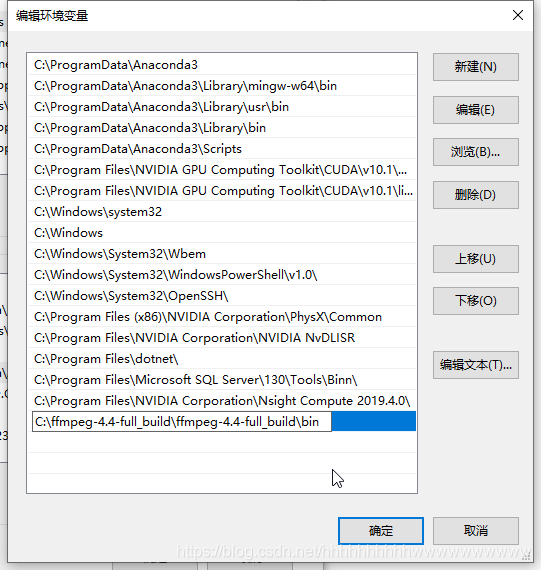 编辑环境变量
C:\ProgramData\Anaconda3
C:\ProgramData\Anaconda3\Library\mingw-w64\bin
C:\ProgramData\Anaconda3\Library\usr\bin
C:\ProgramData\Anaconda3\Library\bin
C:\ProgramData\Anaconda3\Scripts
C:\Program Files\NVIDIA GPU Computing Toolkit\CUDA\v10.1\...
C:\Program Files\NVIDIA GPU Computing Toolkit\CUDA\v10.1\li...
C:\Windows\system32
C:\Windows
C:\Windows\System32\Wbem
C:\Windows\System32\WindowsPowerShell\v1.0\
C:\Windows\System32\OpenSSH\
C:\Program Files (x86)\NVIDIA Corporation\PhysX\Common
C:\Program Files\NVIDIA Corporation\NVIDIA NvDLISR
C:\Program Files\dotnet\
C:\Program Files\Microsoft SQL Server\130\Tools\Binn\
C:\Program Files\NVIDIA Corporation\Nsight Compute 2019.4.0\
C:\ffmpeg-4.4-full_build\ffmpeg-4.4-full_build\bin
新建(N)
编辑(E)
浏览(B)...
删除(D)
上移(U)
下移(O)
编辑文本(T)...
确定
取消